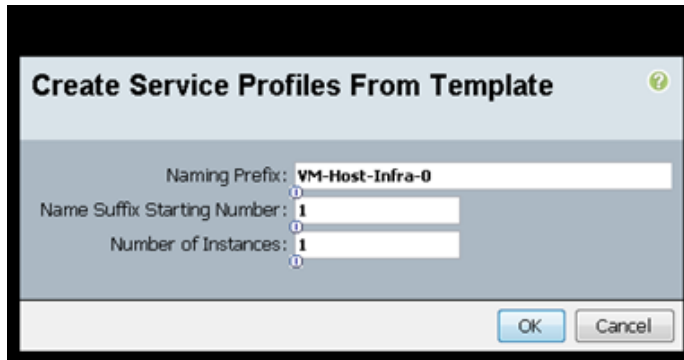 Create Service Profiles From Template
Naming Prefix: VM-Host-Infra-0
Name Suffix Starting Number: 1
Number of Instances: 1
OK Cancel